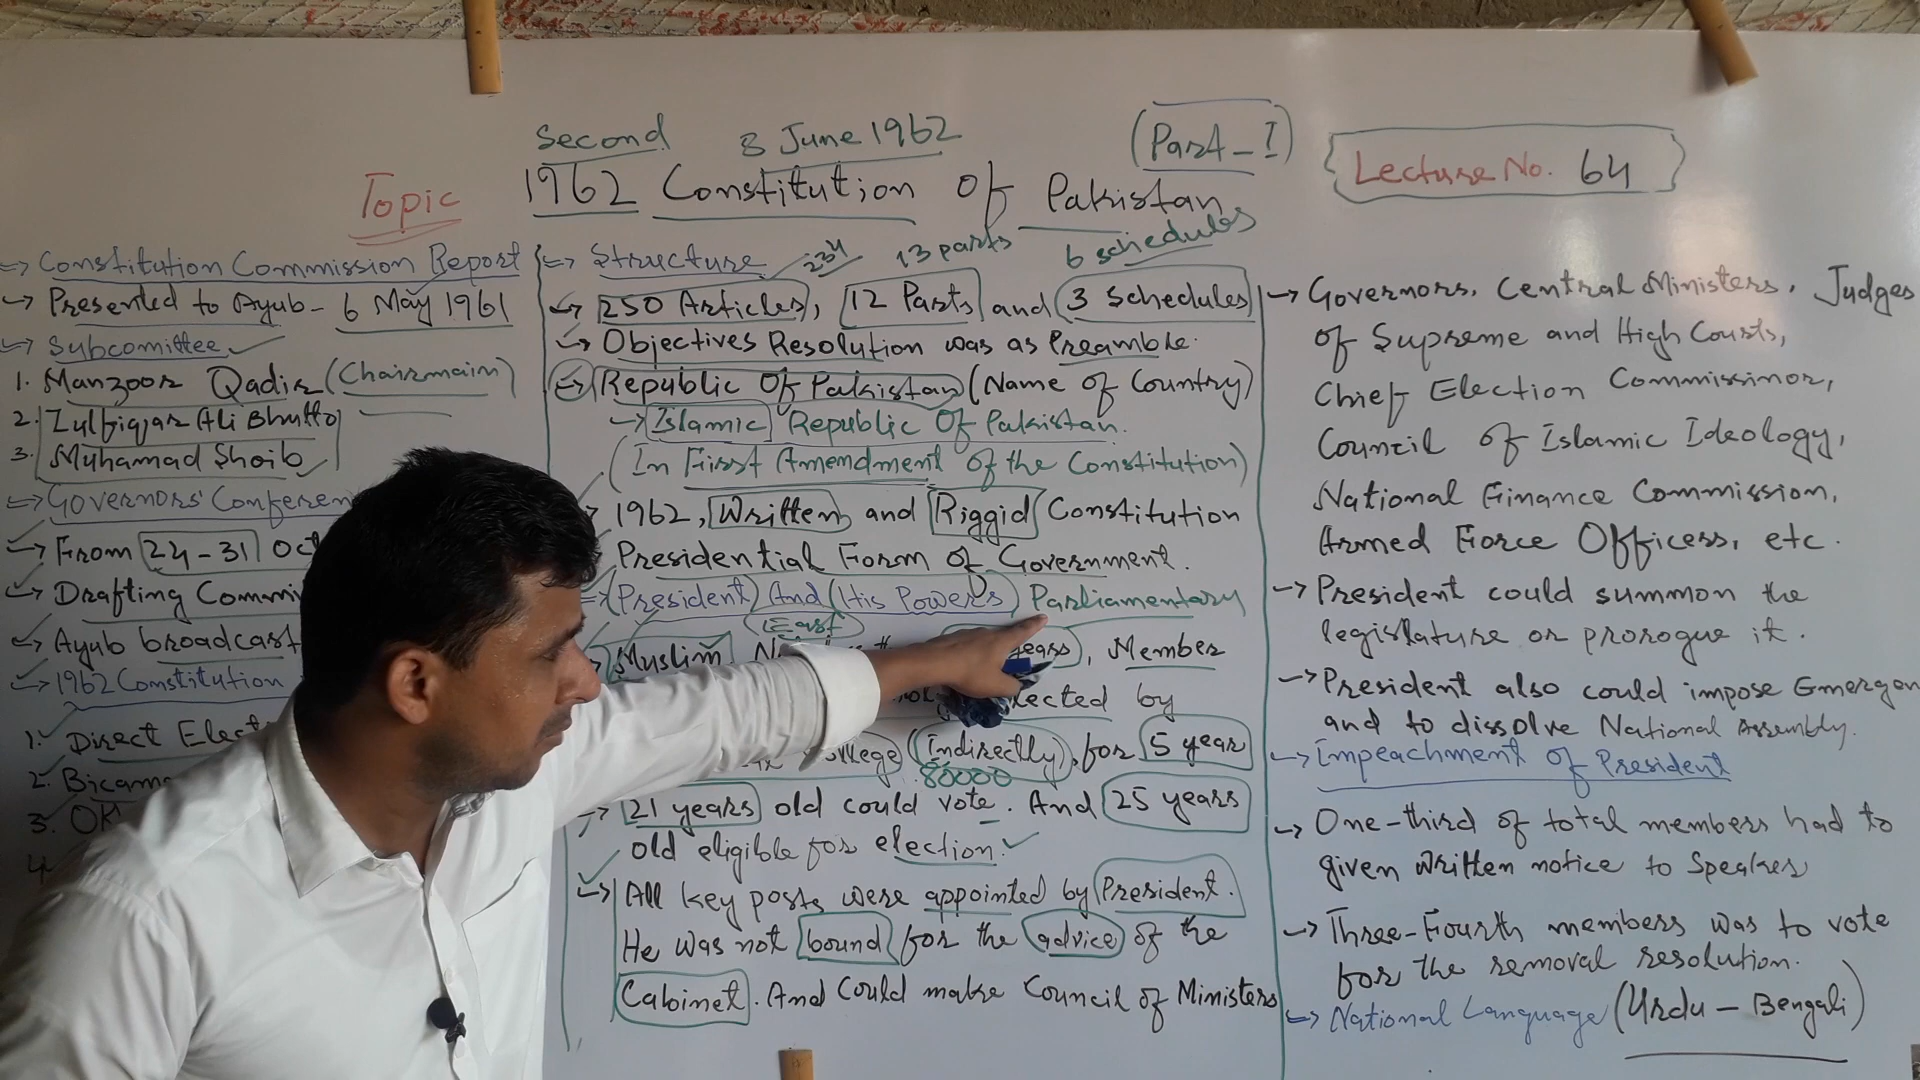 Second 8 June 1962
(Part-I)
Lecture No. 64
Topic
1962 Constitution of Pakistan
→ Constitution Commission Report
→ Presented to Ayub- 6 May 1961
→ Subcomittee
1. Manzoor Qadir (Chairmain)
2. Zulfiqar Ali Bhutto
3. Muhamad Shoib
→ Governors' Conferen
→ From 24-31 Oct
→ Drafting Commi
→ Ayub broadcast
→ 1962 Constitution
1. Direct Elect
2. Bicam
3.
4
→ Structure
234 13 parts 6 schedules
→ 250 Articles, 12 Parts and 3 Schedules
→ Objectives Resolution was as Preamble.
→ Republic Of Pakistan (Name of Country)
→ Islamic Republic Of Pakistan.
(In First Amendment of the Constitution)
1962, Written and Riggid Constitution
Presidential Form of Government.
(President) And (His Powers) Parliamentary
East
→ Muslim, years, Member
elected by
(Indirectly), for 5 year
80000
→ 21 years old could vote. And 25 years
old eligible for election.
→ All key posts were appointed by President.
He was not bound for the advice of the
Cabinet. And Could make Council of Ministers
→ Governors, Central Ministers, Judges
of Supreme and High Courts,
Chief Election Commissinor,
Council of Islamic Ideology,
National Finance Commission,
Armed Force Officess, etc.
→ President could summon the
legislature or prorogue it.
→ President also could impose Emergen
and to dissolve National Assembly.
→ Impeachment of President
→ One-third of total members had to
given written notice to Speaker
→ Three-Fourth members was to vote
for the removal resolution.
→ National Language (Urdu - Bengali)